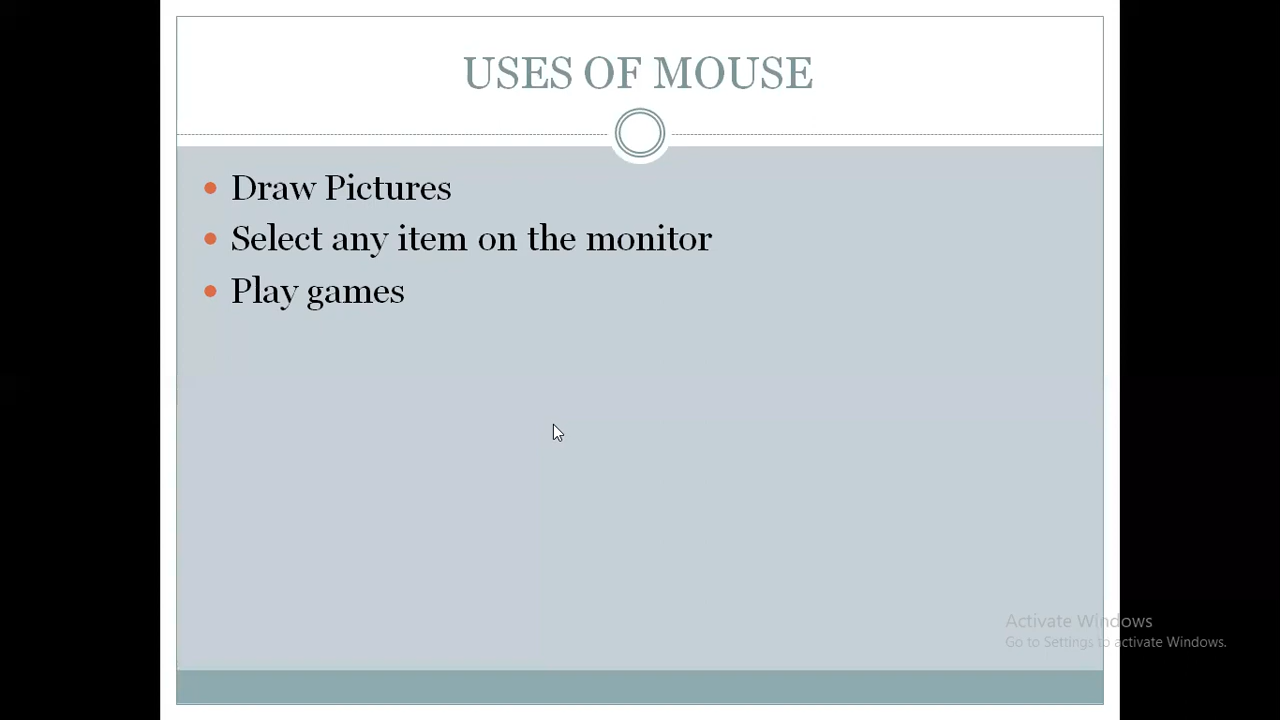 USES OF MOUSE
Draw Pictures
Select any item on the monitor
Play games
Activate Windows
Go to Settings to activate Windows.